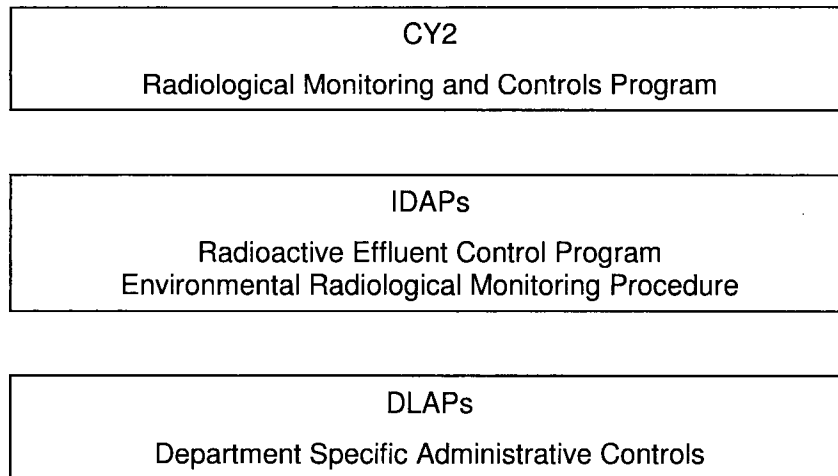 CY2
Radiological Monitoring and Controls Program
IDAPs
Radioactive Effluent Control Program
Environmental Radiological Monitoring Procedure
DLAPs
Department Specific Administrative Controls